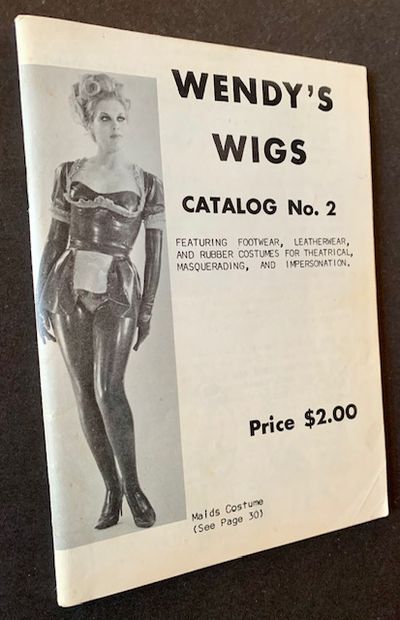 WENDY'S
WIGS
CATALOG No. 2
FEATURING FOOTWEAR, LEATHERWEAR,
AND RUBBER COSTUMES FOR THEATRICAL,
MASQUERADING, AND IMPERSONATION.
Price $2.00
Maids Costume
(See Page 30)